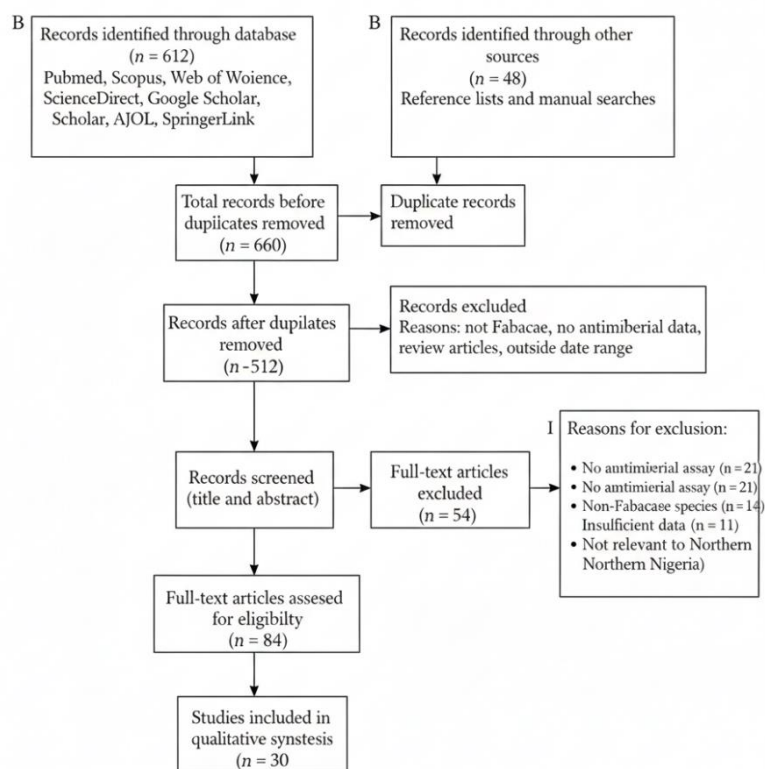 B
Records identified through database
(n = 612)
Pubmed, Scopus, Web of Woience,
ScienceDirect, Google Scholar,
Scholar, AJOL, SpringerLink
B
Records identified through other
sources
(n = 48)
Reference lists and manual searches
Total records before
dupiicates removed
(n = 660)
Duplicate records
removed
Records after dupilates
removed
(n-512)
Records excluded
Reasons: not Fabacae, no antimiberial data,
review articles, outside date range
Records screened
(title and abstract)
Full-text articles
excluded
(n = 54)
I
Reasons for exclusion:
• No amtimiɐrial assay (n = 21)
• No amtimierial assay (n = 21)
• Non-Fabacaee species (n = 14)
Insufficient data (n = 11)
• Not relevant to Northern
Northern Nigeria)
Full-text articles assesed
for eligibilty
(n = 84)
Studies included in
qualitative synstesis
(n = 30